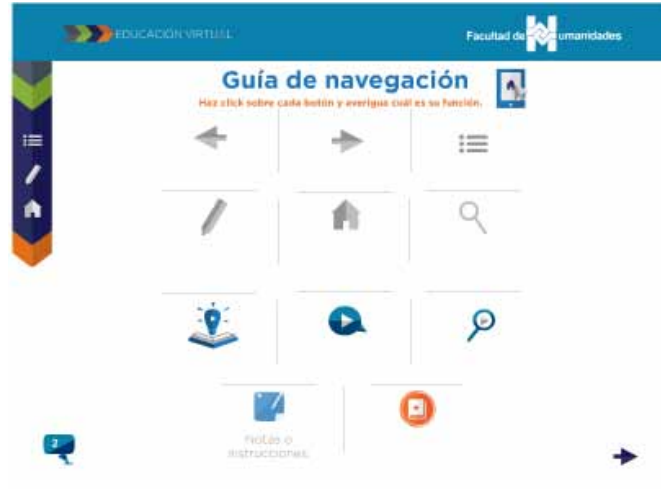 EDUCACIÓN VIRTUAL
Facultad de Humanidades
Guía de navegación
Haz click sobre cada botón y averigua cuál es su función.
Notas o
instrucciones.
2